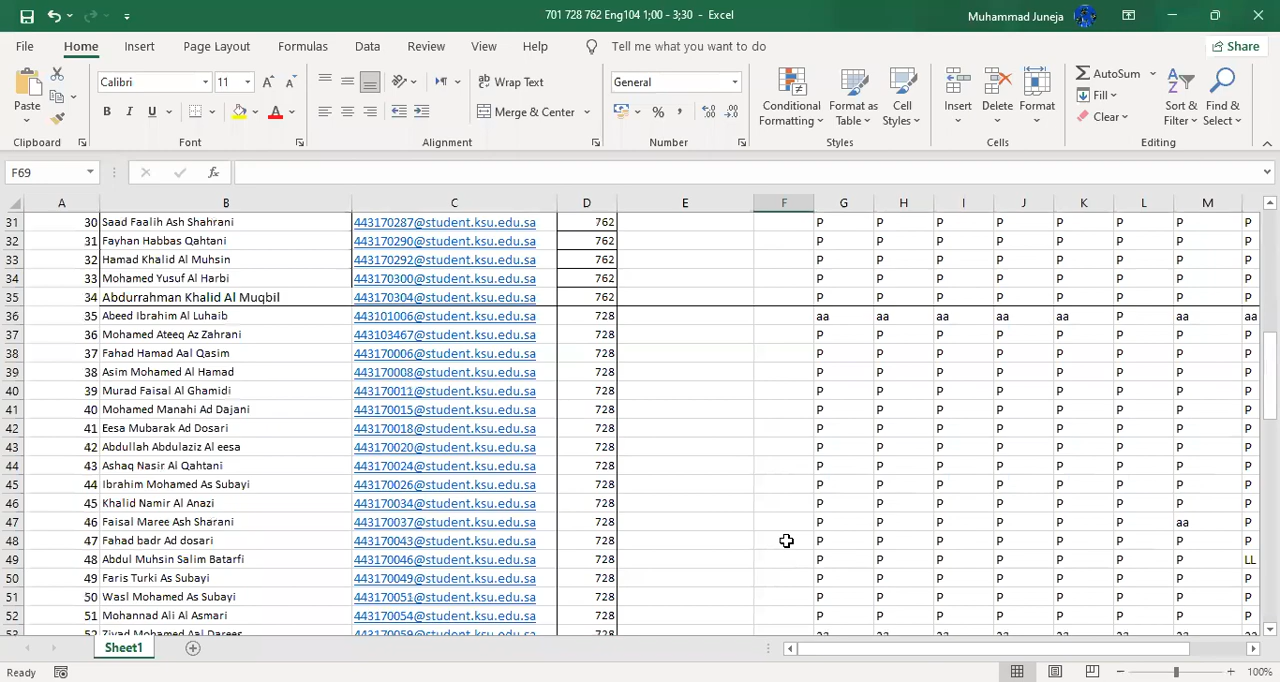 701 728 762 Eng104 1;00 - 3;30 - Excel
Muhammad Juneja
File Home Insert Page Layout Formulas Data Review View Help Tell me what you want to do Share
Paste
Calibri 11
B I U
Wrap Text
Merge & Center
General
% ,
Conditional Formatting
Format as Table
Cell Styles
Insert
Delete
Format
AutoSum
Fill
Clear
Sort & Filter
Find & Select
Clipboard Font Alignment Number Styles Cells Editing
F69 fx
A B C D E F G H I J K L M
31 30 Saad Faalih Ash Shahrani 443170287@student.ksu.edu.sa 762 P P P P P P P P
32 31 Fayhan Habbas Qahtani 443170290@student.ksu.edu.sa 762 P P P P P P P P
33 32 Hamad Khalid Al Muhsin 443170292@student.ksu.edu.sa 762 P P P P P P P P
34 33 Mohamed Yusuf Al Harbi 443170300@student.ksu.edu.sa 762 P P P P P P P P
35 34 Abdurrahman Khalid Al Muqbil 443170304@student.ksu.edu.sa 762 P P P P P P P P
36 35 Abeed Ibrahim Al Luhaib 443101006@student.ksu.edu.sa 728 aa aa aa aa aa P aa aa
37 36 Mohamed Ateeq Az Zahrani 443103467@student.ksu.edu.sa 728 P P P P P P P P
38 37 Fahad Hamad Aal Qasim 443170006@student.ksu.edu.sa 728 P P P P P P P P
39 38 Asim Mohamed Al Hamad 443170008@student.ksu.edu.sa 728 P P P P P P P P
40 39 Murad Faisal Al Ghamidi 443170011@student.ksu.edu.sa 728 P P P P P P P P
41 40 Mohamed Manahi Ad Dajani 443170015@student.ksu.edu.sa 728 P P P P P P P P
42 41 Eesa Mubarak Ad Dosari 443170018@student.ksu.edu.sa 728 P P P P P P P P
43 42 Abdullah Abdulaziz Al eesa 443170020@student.ksu.edu.sa 728 P P P P P P P P
44 43 Ashaq Nasir Al Qahtani 443170024@student.ksu.edu.sa 728 P P P P P P P P
45 44 Ibrahim Mohamed As Subayi 443170026@student.ksu.edu.sa 728 P P P P P P P P
46 45 Khalid Namir Al Anazi 443170034@student.ksu.edu.sa 728 P P P P P P P P
47 46 Faisal Maree Ash Sharani 443170037@student.ksu.edu.sa 728 P P P P P P aa P
48 47 Fahad badr Ad dosari 443170043@student.ksu.edu.sa 728 P P P P P P P P
49 48 Abdul Muhsin Salim Batarfi 443170046@student.ksu.edu.sa 728 P P P P P P P LL
50 49 Faris Turki As Subayi 443170049@student.ksu.edu.sa 728 P P P P P P P P
51 50 Wasl Mohamed As Subayi 443170051@student.ksu.edu.sa 728 P P P P P P P P
52 51 Mohannad Ali Al Asmari 443170054@student.ksu.edu.sa 728 P P P P P P P P
53 52 Ziyad Mohamed Aal Darees 443170059@student.ksu.edu.sa 728 aa aa aa aa aa P aa aa
Sheet1
Ready 100%